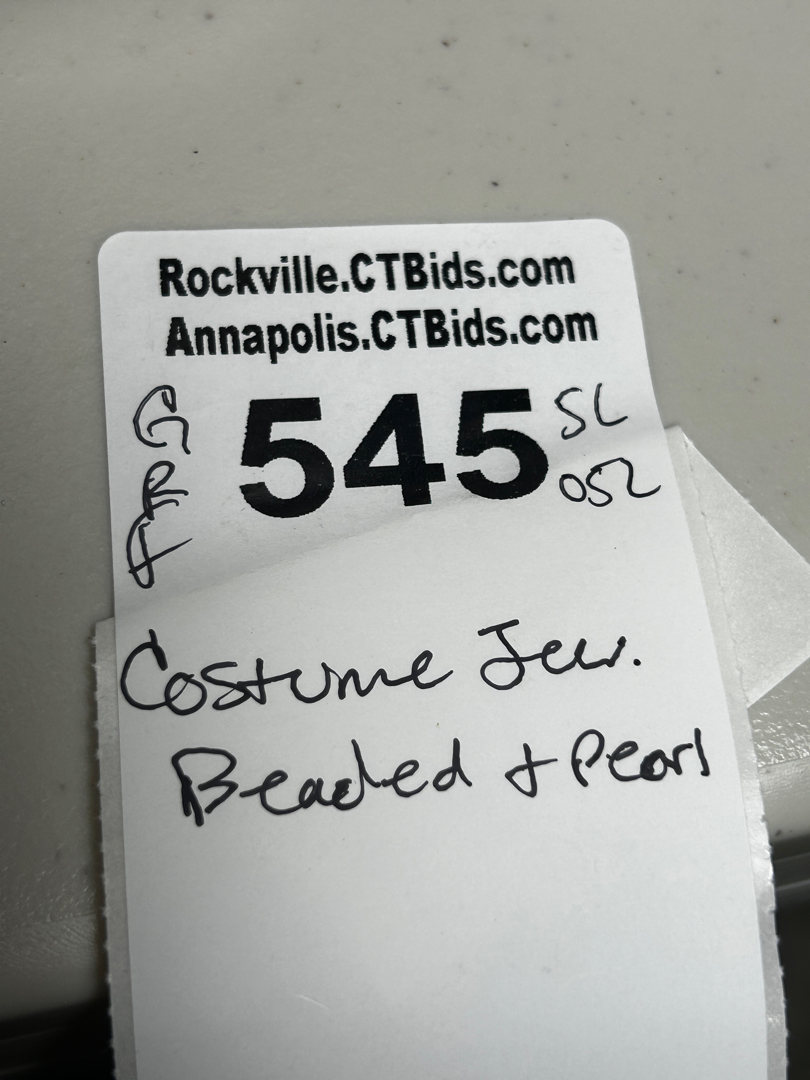 Rockville.CTBids.com
Annapolis.CTBids.com
G
R
F
545
SL
052
Costume Jew.
Beaded + Pearl